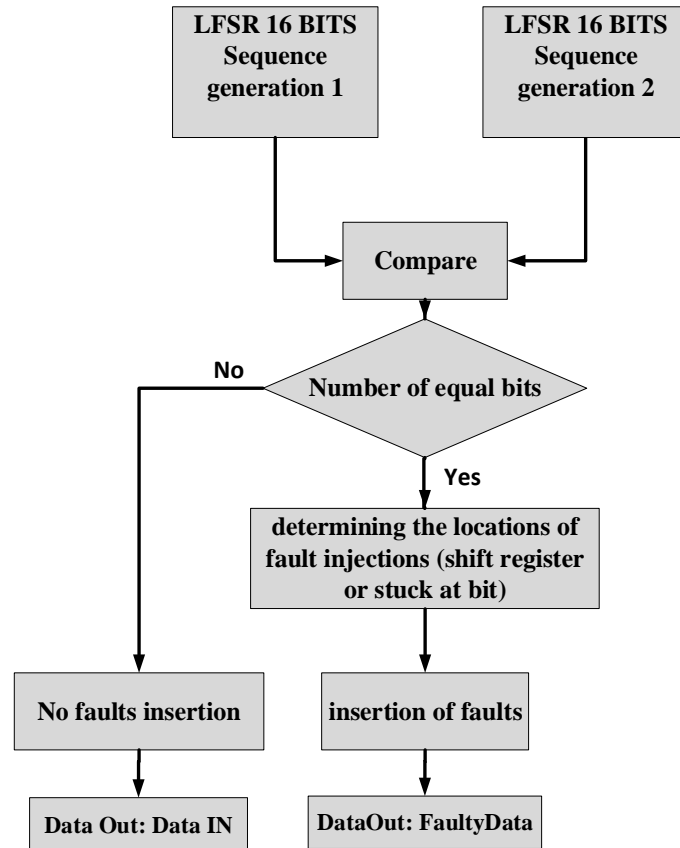 LFSR 16 BITS
Sequence
generation 1
LFSR 16 BITS
Sequence
generation 2
Compare
Number of equal bits
No
Yes
determining the locations of
fault injections (shift register
or stuck at bit)
No faults insertion
insertion of faults
Data Out: Data IN
DataOut: FaultyData